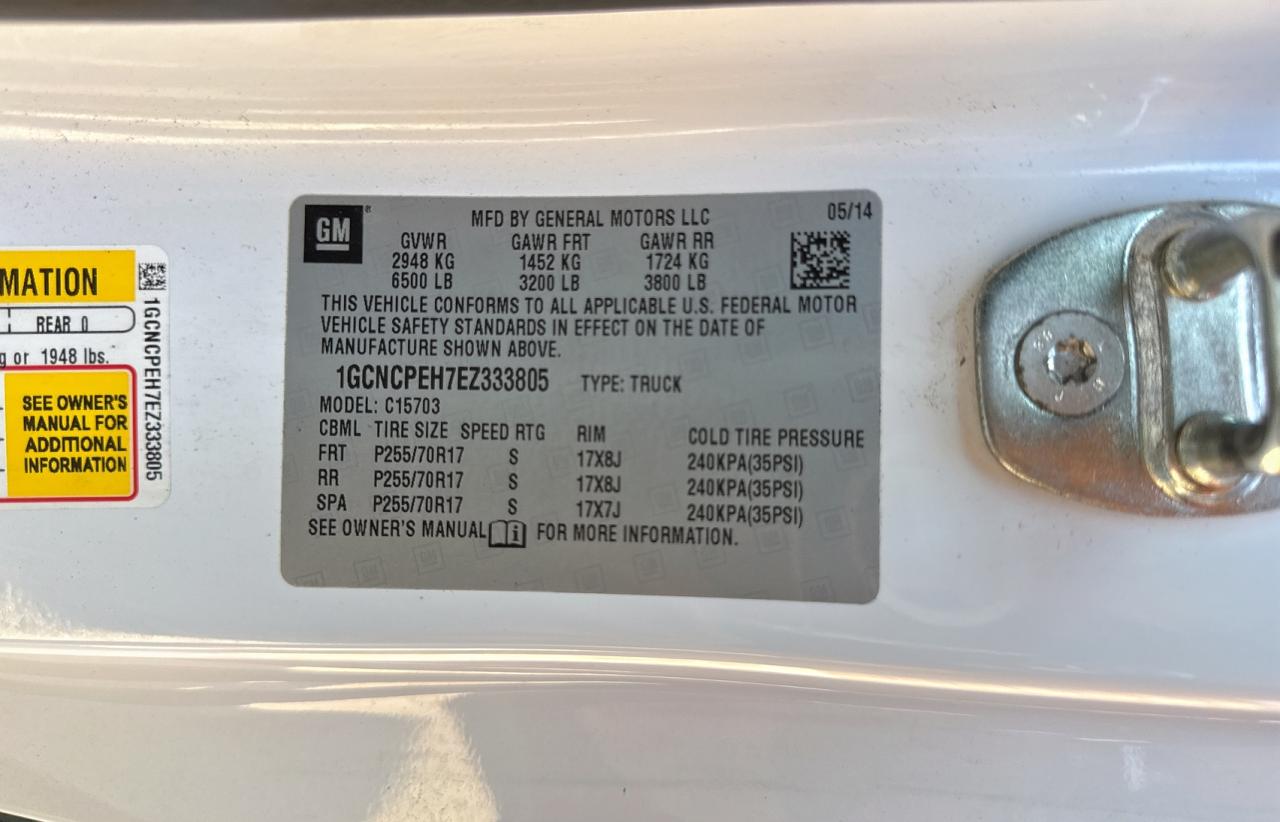 MATION
REAR 0
g or 1948 lbs.
SEE OWNER'S
MANUAL FOR
ADDITIONAL
INFORMATION
1GCNCPEH7EZ333805
GM
®
MFD BY GENERAL MOTORS LLC 05/14
GVWR GAWR FRT GAWR RR
2948 KG 1452 KG 1724 KG
6500 LB 3200 LB 3800 LB
THIS VEHICLE CONFORMS TO ALL APPLICABLE U.S. FEDERAL MOTOR
VEHICLE SAFETY STANDARDS IN EFFECT ON THE DATE OF
MANUFACTURE SHOWN ABOVE.
1GCNCPEH7EZ333805 TYPE: TRUCK
MODEL: C15703
CBML TIRE SIZE SPEED RTG RIM COLD TIRE PRESSURE
FRT P255/70R17 S 17X8J 240KPA(35PSI)
RR P255/70R17 S 17X8J 240KPA(35PSI)
SPA P255/70R17 S 17X7J 240KPA(35PSI)
SEE OWNER'S MANUAL i FOR MORE INFORMATION.